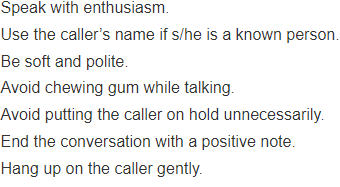 Speak with enthusiasm.
Use the caller’s name if s/he is a known person.
Be soft and polite.
Avoid chewing gum while talking.
Avoid putting the caller on hold unnecessarily.
End the conversation with a positive note.
Hang up on the caller gently.